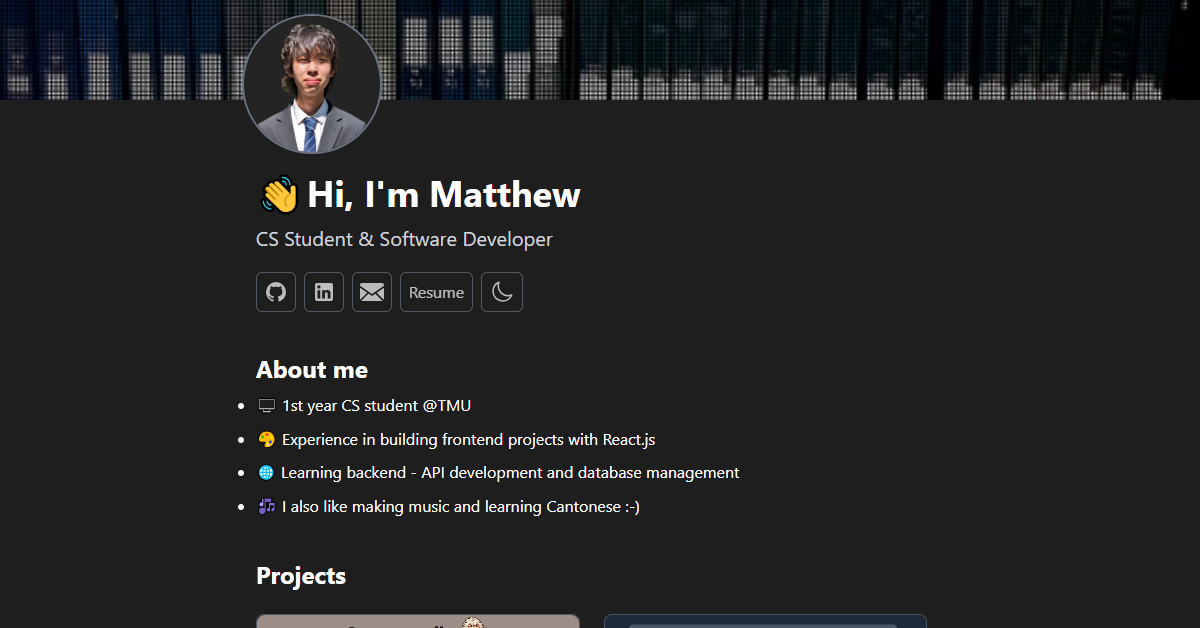 👋 Hi, I'm Matthew
CS Student & Software Developer
in
Resume
About me
1st year CS student @TMU
Experience in building frontend projects with React.js
Learning backend - API development and database management
I also like making music and learning Cantonese :-)
Projects